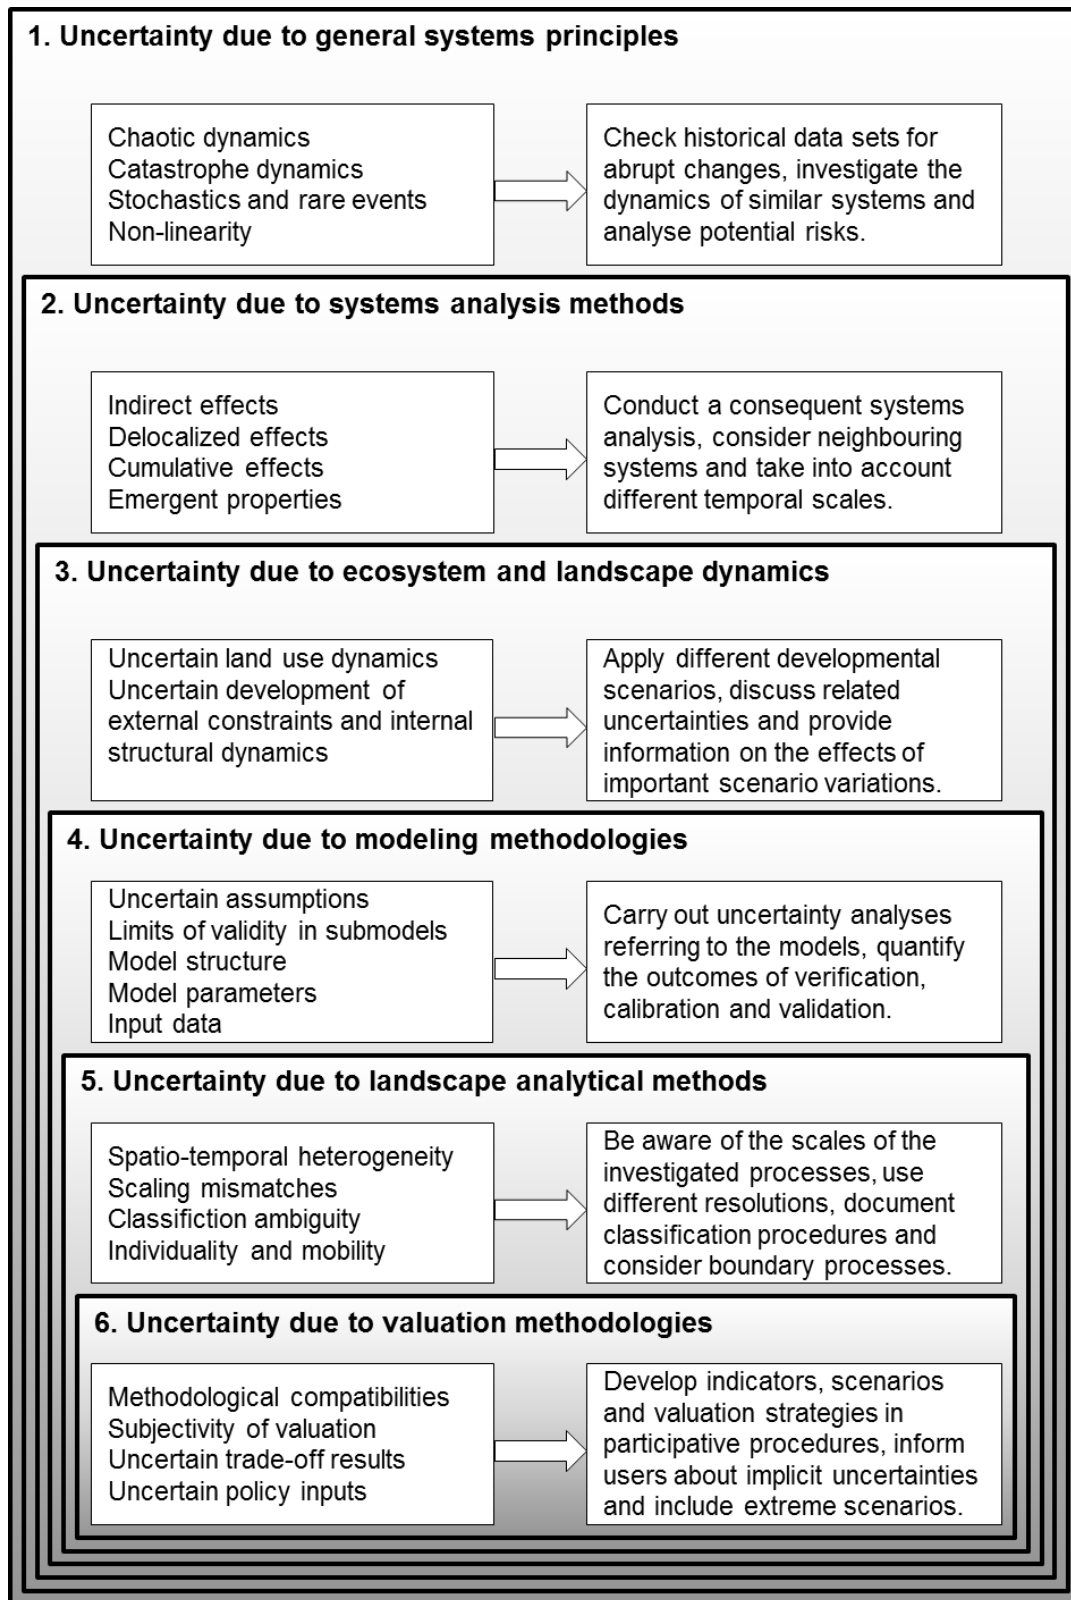 1. Uncertainty due to general systems principles
Chaotic dynamics
Catastrophe dynamics
Stochastics and rare events
Non-linearity
Check historical data sets for
abrupt changes, investigate the
dynamics of similar systems and
analyse potential risks.
2. Uncertainty due to systems analysis methods
Indirect effects
Delocalized effects
Cumulative effects
Emergent properties
Conduct a consequent systems
analysis, consider neighbouring
systems and take into account
different temporal scales.
3. Uncertainty due to ecosystem and landscape dynamics
Uncertain land use dynamics
Uncertain development of
external constraints and internal
structural dynamics
Apply different developmental
scenarios, discuss related
uncertainties and provide
information on the effects of
important scenario variations.
4. Uncertainty due to modeling methodologies
Uncertain assumptions
Limits of validity in submodels
Model structure
Model parameters
Input data
Carry out uncertainty analyses
referring to the models, quantify
the outcomes of verification,
calibration and validation.
5. Uncertainty due to landscape analytical methods
Spatio-temporal heterogeneity
Scaling mismatches
Classifiction ambiguity
Individuality and mobility
Be aware of the scales of the
investigated processes, use
different resolutions, document
classification procedures and
consider boundary processes.
6. Uncertainty due to valuation methodologies
Methodological compatibilities
Subjectivity of valuation
Uncertain trade-off results
Uncertain policy inputs
Develop indicators, scenarios
and valuation strategies in
participative procedures, inform
users about implicit uncertainties
and include extreme scenarios.